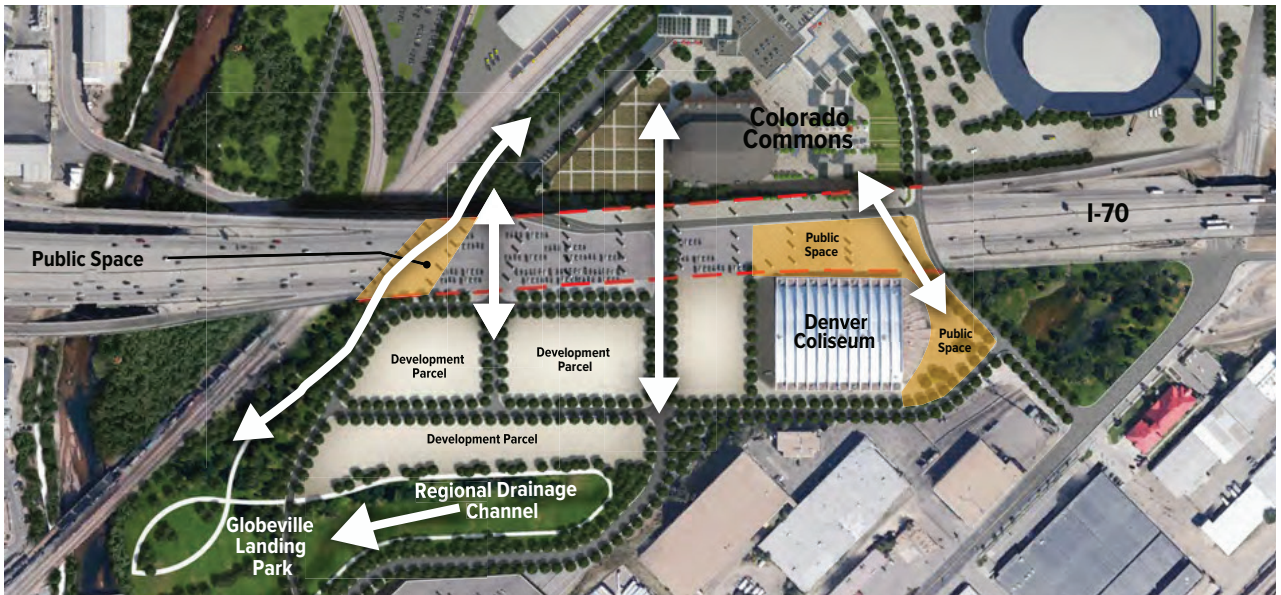 Colorado
Commons
I-70
Public Space
Public
Space
Denver
Coliseum
Public
Space
Development
Parcel
Development
Parcel
Development Parcel
Regional Drainage
Channel
Globeville
Landing
Park